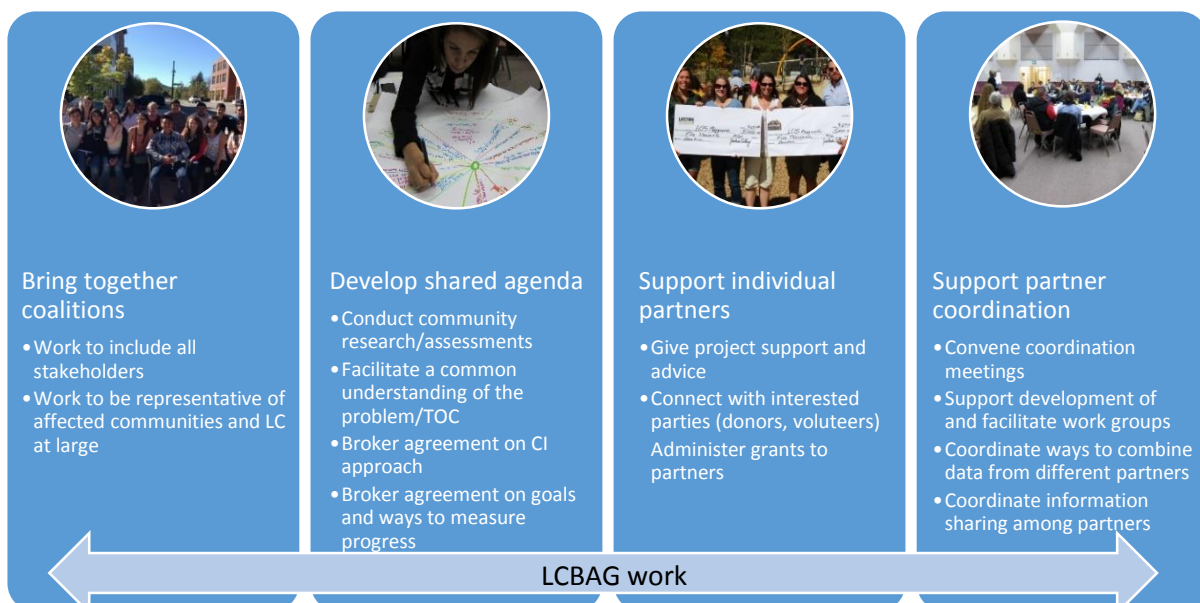 Bring together
coalitions
•Work to include all
stakeholders
•Work to be representative of
affected communities and LC
at large
Develop shared agenda
•Conduct community
research/assessments
•Facilitate a common
understanding of the
problem/TOC
•Broker agreement on CI
approach
•Broker agreement on goals
and ways to measure
progress
Support individual
partners
•Give project support and
advice
•Connect with interested
parties (donors, voluteers)
Administer grants to
partners
Support partner
coordination
•Convene coordination
meetings
•Support development of
and facilitate work groups
•Coordinate ways to combine
data from different partners
•Coordinate information
sharing among partners
LCBAG work